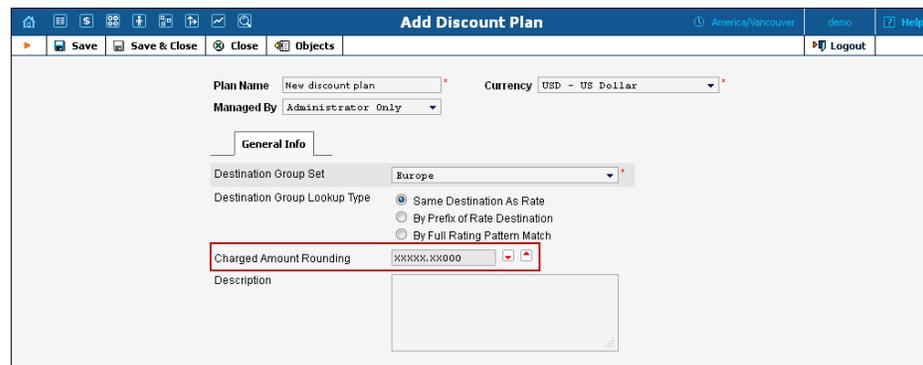 Add Discount Plan
America/Vancouver
demo
Help
Save
Save & Close
Close
Objects
Logout
Plan Name New discount plan * Currency USD - US Dollar *
Managed By Administrator Only
General Info
Destination Group Set Europe *
Destination Group Lookup Type Same Destination As Rate
By Prefix of Rate Destination
By Full Rating Pattern Match
Charged Amount Rounding XXXXX.XX000
Description